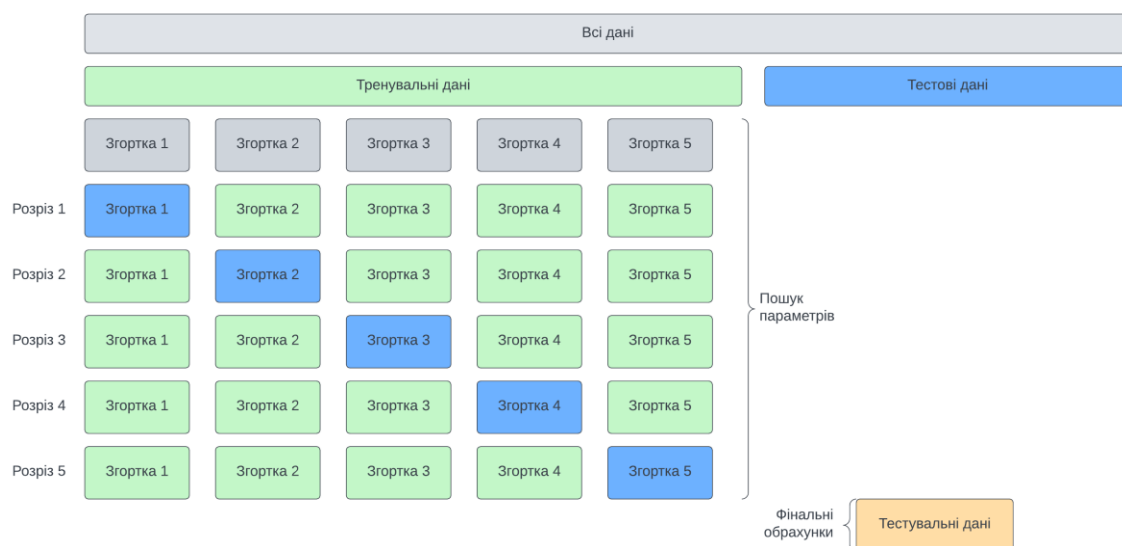 Всі дані
Тренувальні дані
Тестові дані
Згортка 1
Згортка 2
Згортка 3
Згортка 4
Згортка 5
Розріз 1
Згортка 1
Згортка 2
Згортка 3
Згортка 4
Згортка 5
Розріз 2
Згортка 1
Згортка 2
Згортка 3
Згортка 4
Згортка 5
Розріз 3
Згортка 1
Згортка 2
Згортка 3
Згортка 4
Згортка 5
Розріз 4
Згортка 1
Згортка 2
Згортка 3
Згортка 4
Згортка 5
Розріз 5
Згортка 1
Згортка 2
Згортка 3
Згортка 4
Згортка 5
Пошук
параметрів
Фінальні
обрахунки
Тестувальні дані